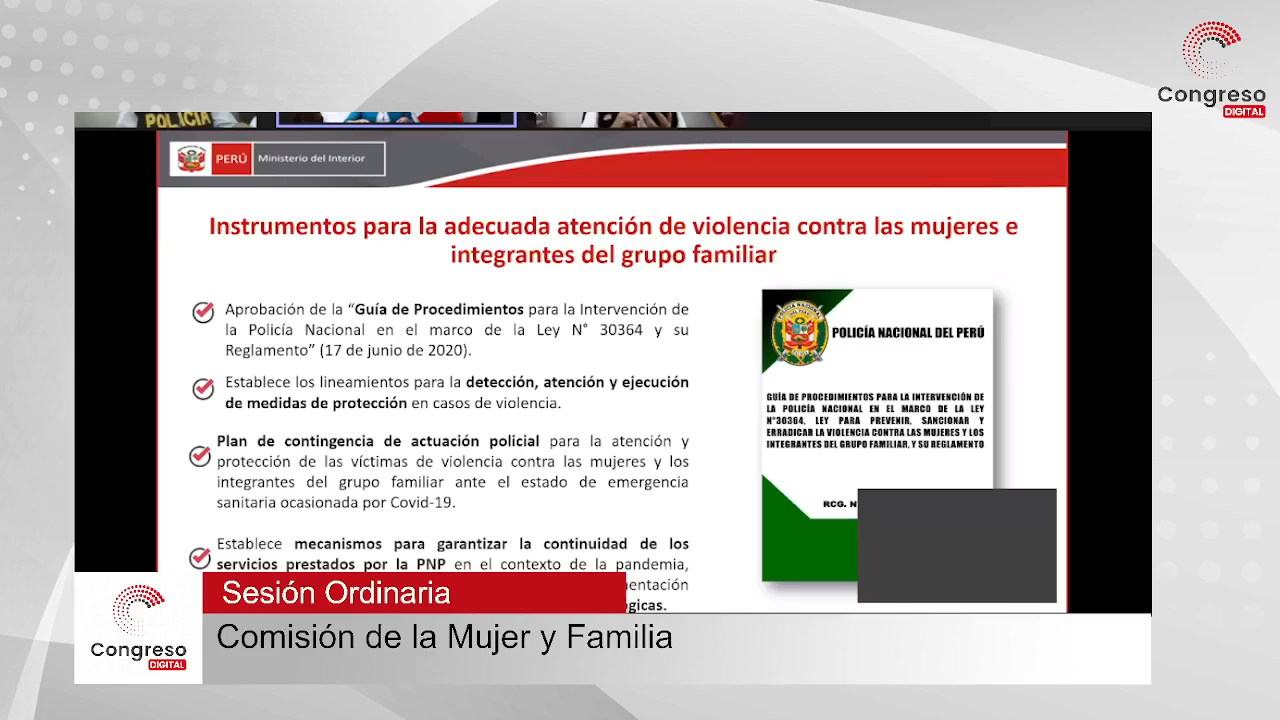 Congreso
DIGITAL
POLICIA
PERÚ
Ministerio del Interior
Instrumentos para la adecuada atención de violencia contra las mujeres e
integrantes del grupo familiar
Aprobación de la “Guía de Procedimientos para la Intervención de
la Policía Nacional en el marco de la Ley N° 30364 y su
Reglamento” (17 de junio de 2020).
Establece los lineamientos para la detección, atención y ejecución
de medidas de protección en casos de violencia.
Plan de contingencia de actuación policial para la atención y
protección de las víctimas de violencia contra las mujeres y los
integrantes del grupo familiar ante el estado de emergencia
sanitaria ocasionada por Covid-19.
Establece mecanismos para garantizar la continuidad de los
servicios prestados por la PNP en el contexto de la pandemia,
POLICÍA NACIONAL DEL PERÚ
GUÍA DE PROCEDIMIENTOS PARA LA INTERVENCIÓN DE
LA POLICÍA NACIONAL EN EL MARCO DE LA LEY
N°30364, LEY PARA PREVENIR, SANCIONAR Y
ERRADICAR LA VIOLENCIA CONTRA LAS MUJERES Y LOS
INTEGRANTES DEL GRUPO FAMILIAR, Y SU REGLAMENTO
RCG.
Sesión Ordinaria
Comisión de la Mujer y Familia
Congreso
DIGITAL